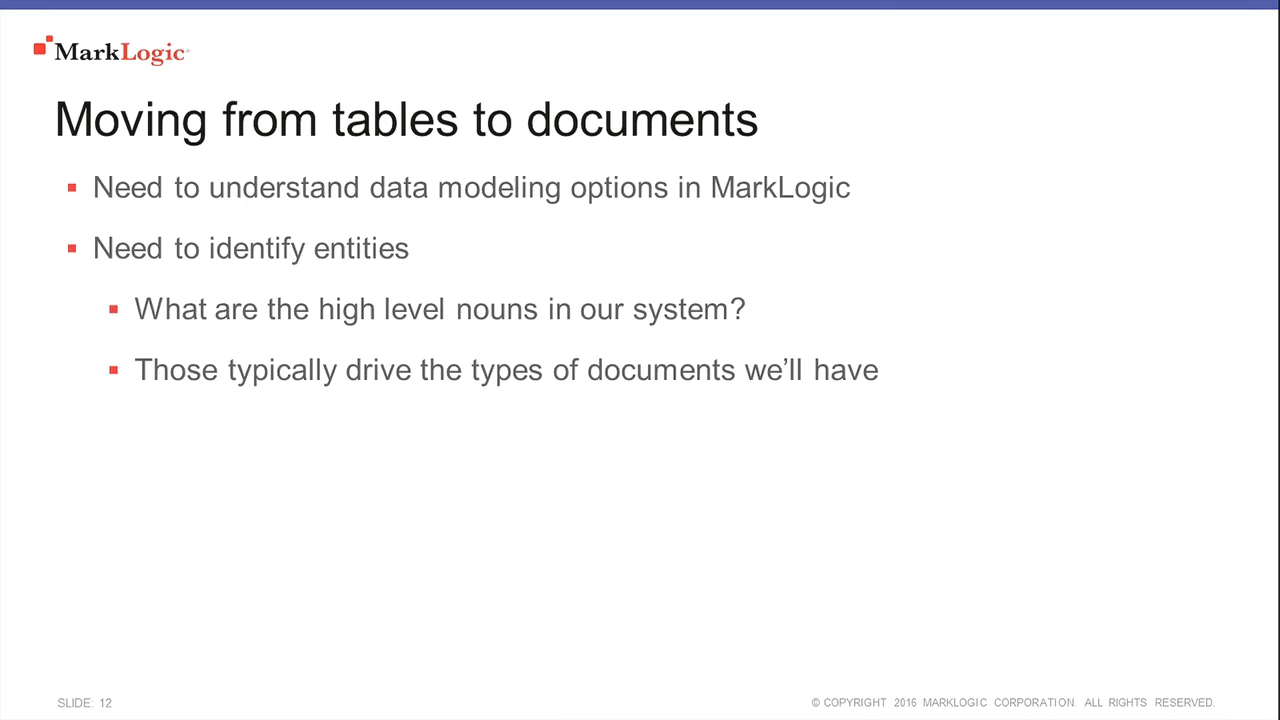 MarkLogic
Moving from tables to documents
Need to understand data modeling options in MarkLogic
Need to identify entities
What are the high level nouns in our system?
Those typically drive the types of documents we’ll have
SLIDE: 12
© COPYRIGHT 2016 MARKLOGIC CORPORATION. ALL RIGHTS RESERVED.